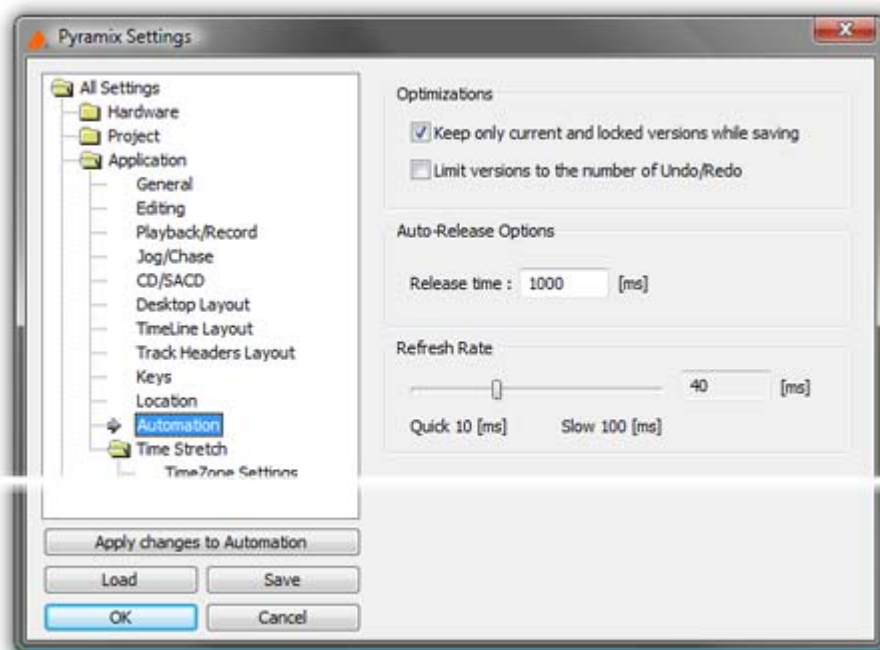 Pyramix Settings
All Settings
Hardware
Project
Application
General
Editing
Playback/Record
Jog/Chase
CD/SACD
Desktop Layout
TimeLine Layout
Track Headers Layout
Keys
Location
Automation
Time Stretch
TimeZone Settings
Apply changes to Automation
Load Save
OK Cancel
Optimizations
Keep only current and locked versions while saving
Limit versions to the number of Undo/Redo
Auto-Release Options
Release time : 1000 [ms]
Refresh Rate
40 [ms]
Quick 10 [ms] Slow 100 [ms]